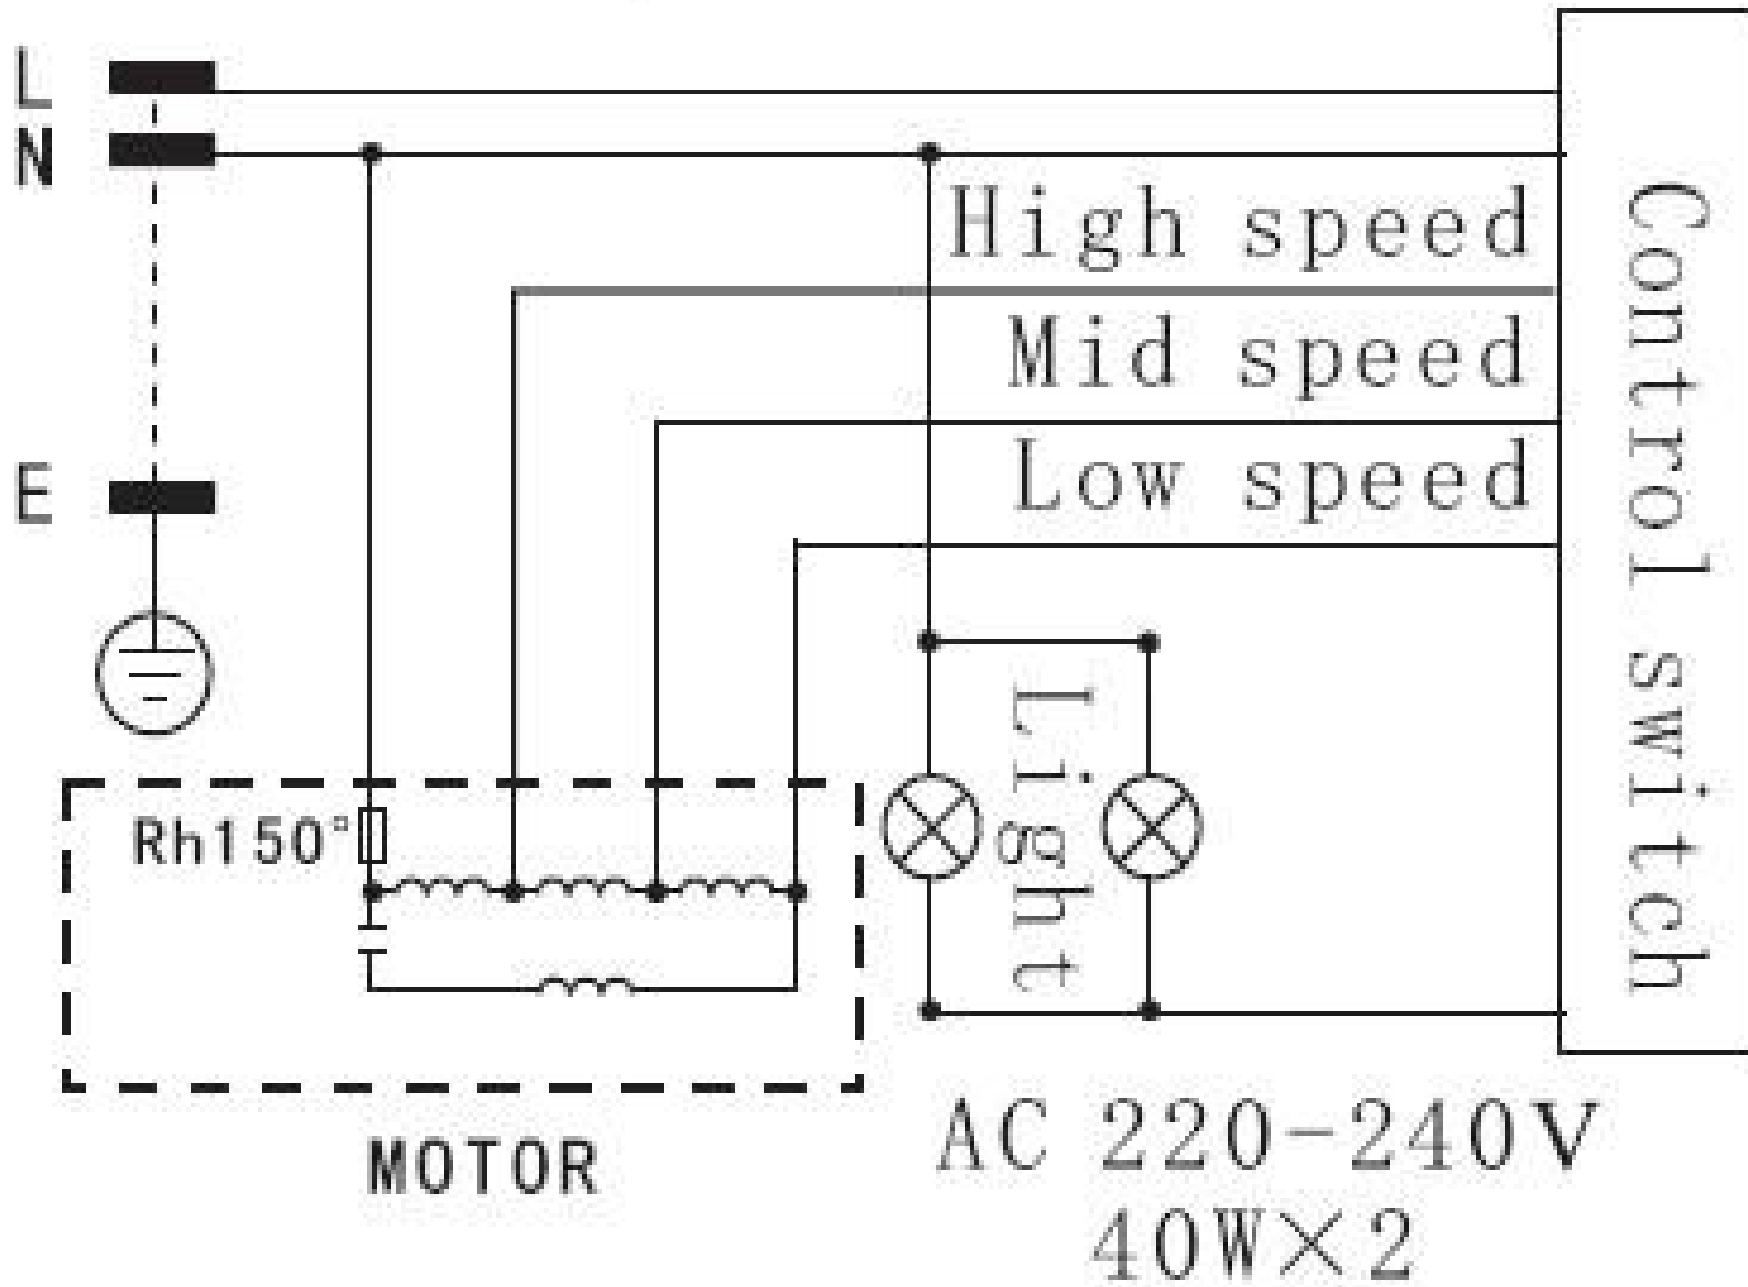 L
N
High speed
Mid speed
Low speed
E
Control switch
Light
Rh150°
MOTOR
AC 220-240V
40W×2